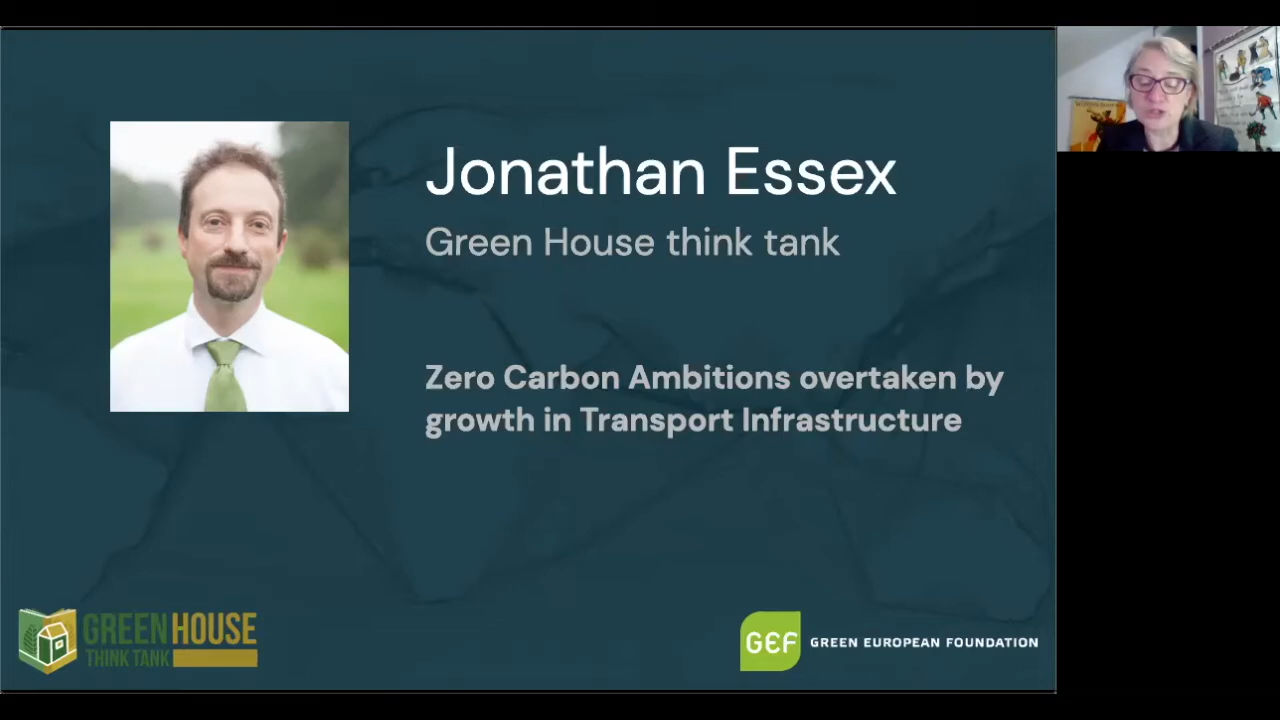 Jonathan Essex
Green House think tank
Zero Carbon Ambitions overtaken by
growth in Transport Infrastructure
GREEN HOUSE
THINK TANK
GEF GREEN EUROPEAN FOUNDATION